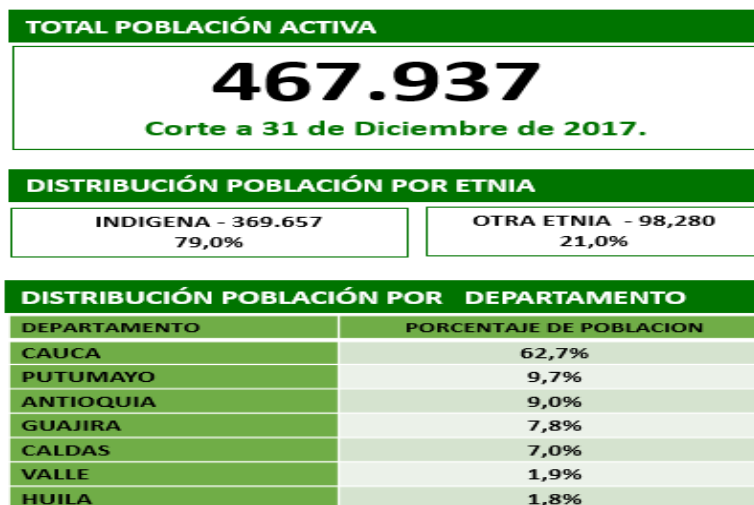 TOTAL POBLACIÓN ACTIVA
467.937
Corte a 31 de Diciembre de 2017.
DISTRIBUCIÓN POBLACIÓN POR ETNIA
INDIGENA - 369.657
79,0%
OTRA ETNIA - 98,280
21,0%
DISTRIBUCIÓN POBLACIÓN POR DEPARTAMENTO
DEPARTAMENTO PORCENTAJE DE POBLACION
CAUCA 62,7%
PUTUMAYO 9,7%
ANTIOQUIA 9,0%
GUAJIRA 7,8%
CALDAS 7,0%
VALLE 1,9%
HUILA 1,8%